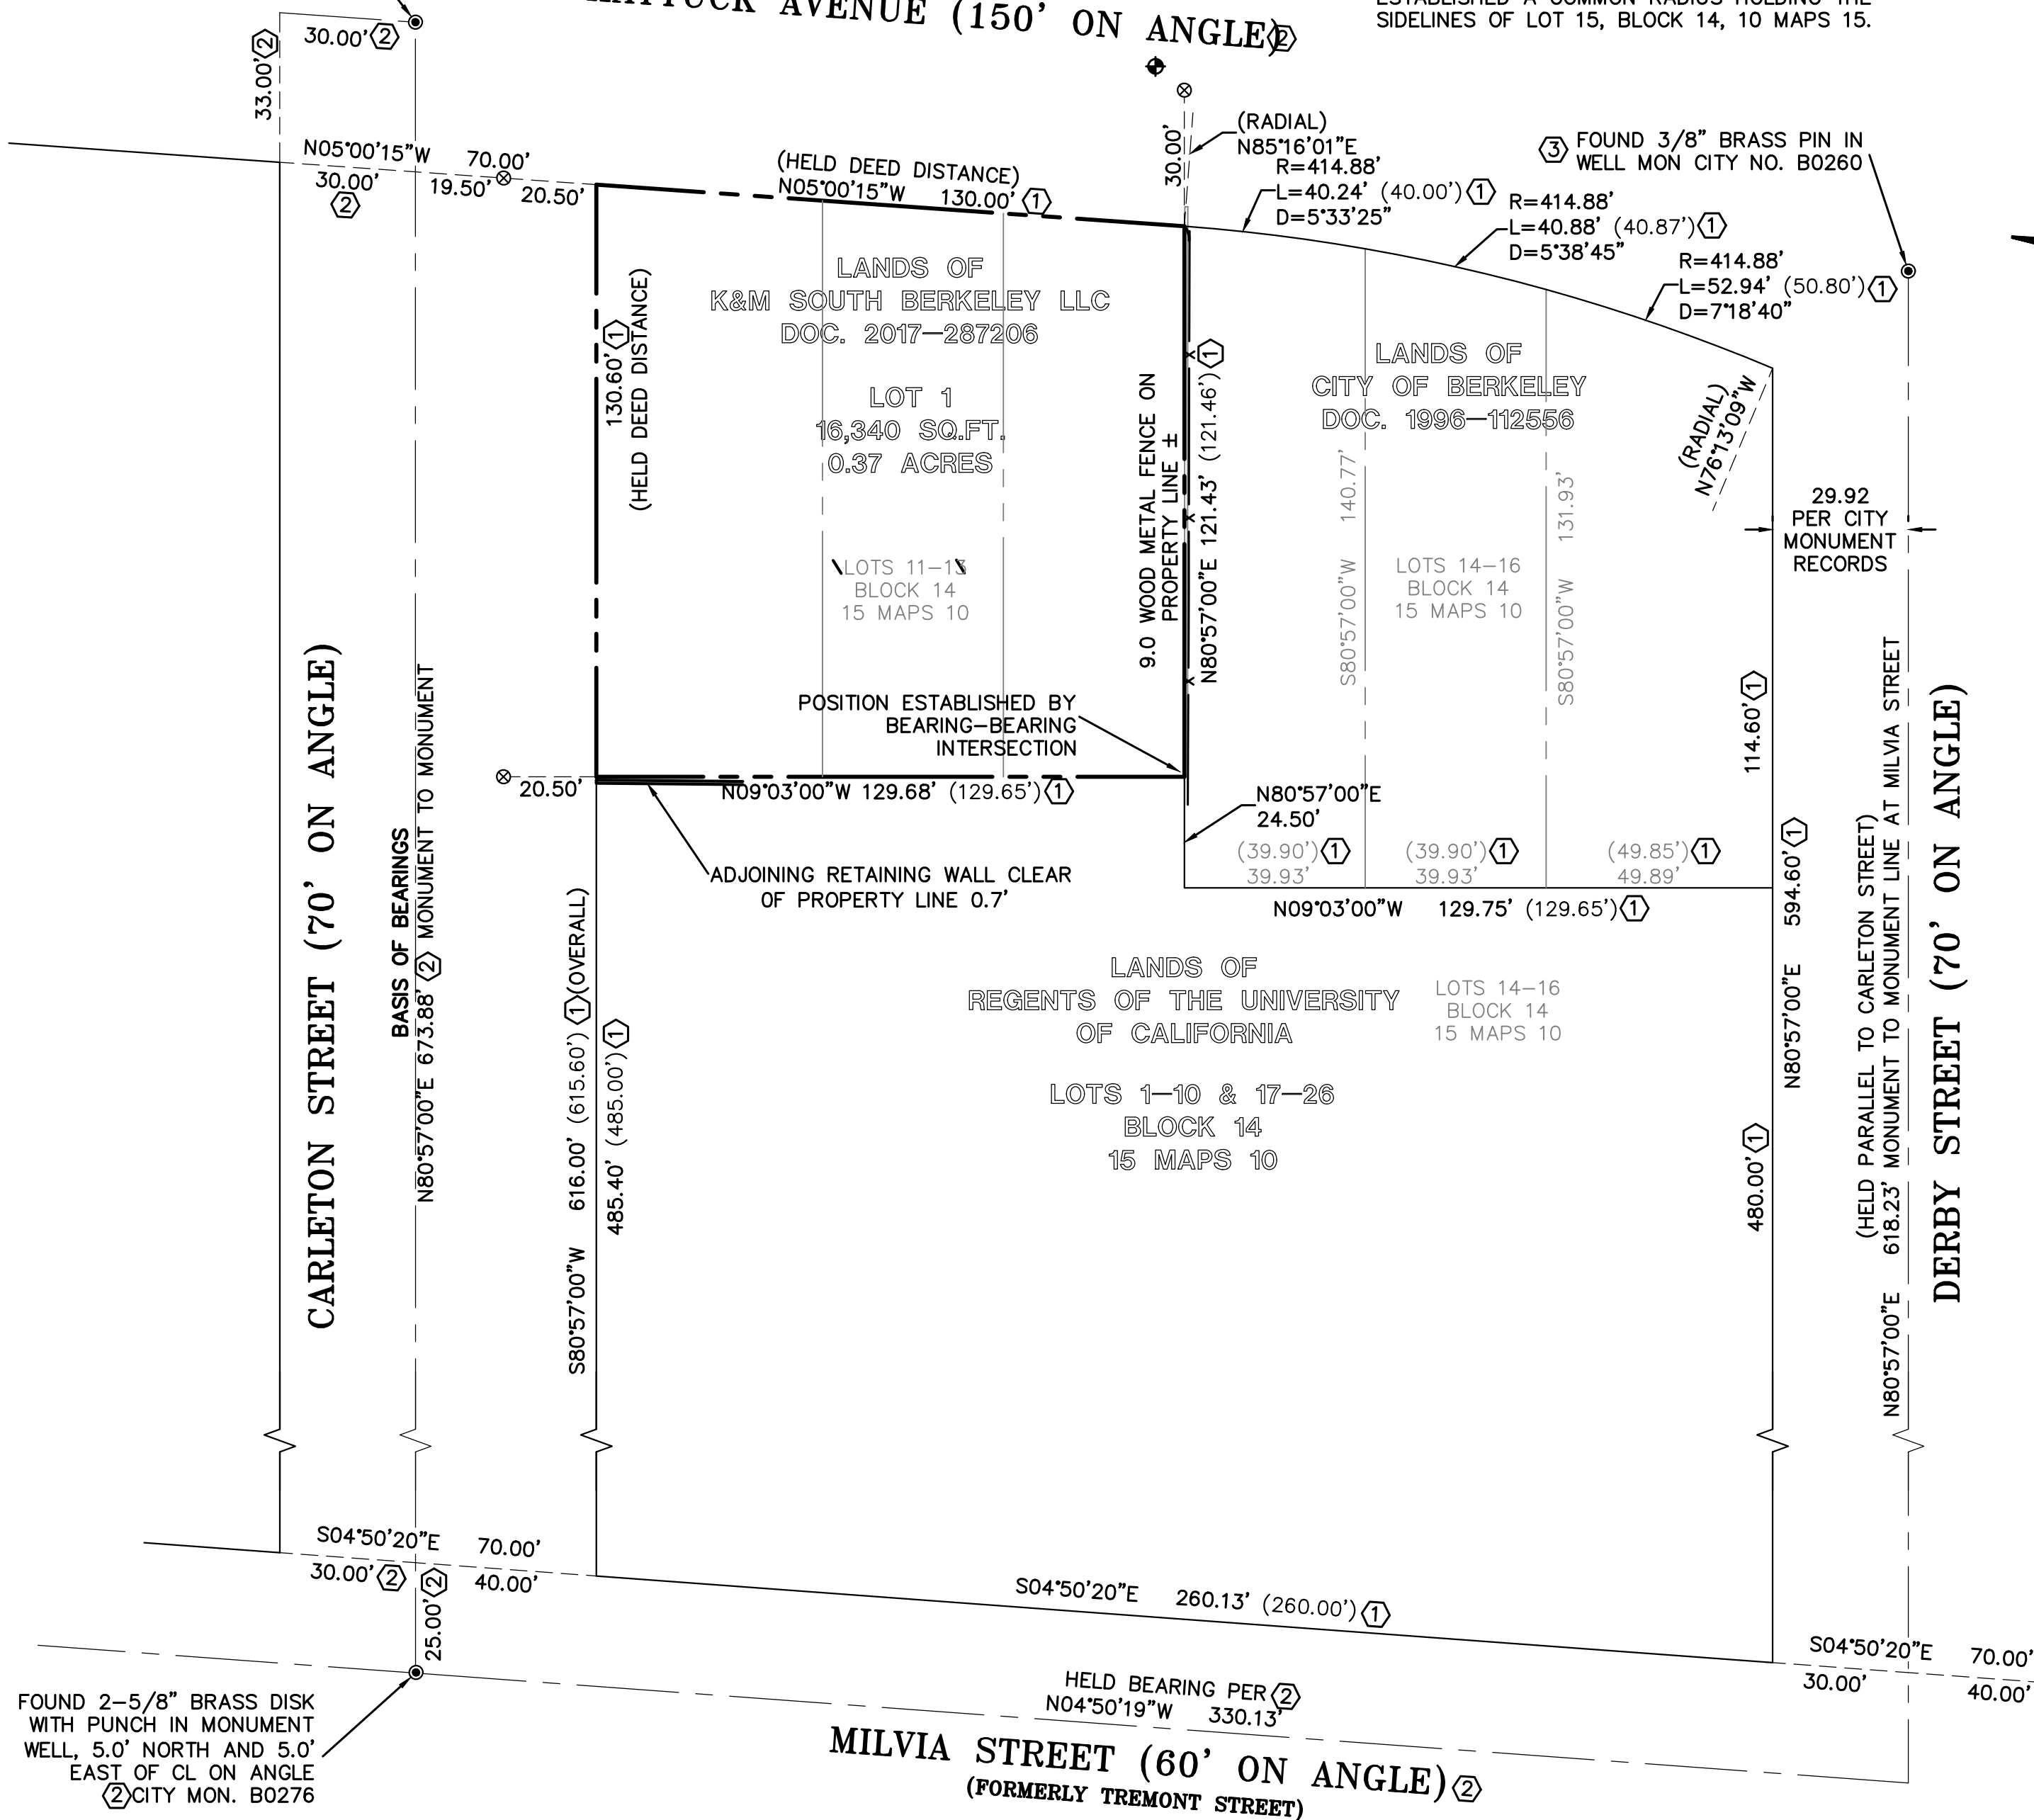 AVENUE (150' ON ANGLE) 2
ESTABLISHED A COMMON RADIUS HOLDING THE
SIDELINES OF LOT 15, BLOCK 14, 10 MAPS 15.
30.00' 2
33.00' 2
N05°00'15"W 70.00'
30.00' 19.50' 20.50'
2
(HELD DEED DISTANCE)
N05°00'15"W 130.00' 1
30.00'
(RADIAL)
N85°16'01"E
R=414.88'
L=40.24' (40.00') 1
D=5°33'25"
R=414.88'
L=40.88' (40.87') 1
D=5°38'45"
R=414.88'
L=52.94' (50.80') 1
D=7°18'40"
3 FOUND 3/8" BRASS PIN IN
WELL MON CITY NO. B0260
LANDS OF
K&M SOUTH BERKELEY LLC
DOC. 2017-287206
LOT 1
16,340 SQ.FT.
0.37 ACRES
130.60' 1
(HELD DEED DISTANCE)
LOTS 11-13
BLOCK 14
15 MAPS 10
9.0 WOOD METAL FENCE ON
PROPERTY LINE ±
N80°57'00"E 121.43' (121.46') 1
LANDS OF
CITY OF BERKELEY
DOC. 1996-112556
S80°57'00"W 140.77'
LOTS 14-16
BLOCK 14
15 MAPS 10
S80°57'00"W 131.93'
(RADIAL)
N76°13'09"W
29.92
PER CITY
MONUMENT
RECORDS
114.60' 1
POSITION ESTABLISHED BY
BEARING-BEARING
INTERSECTION
20.50'
N09°03'00"W 129.68' (129.65') 1
N80°57'00"E
24.50'
ADJOINING RETAINING WALL CLEAR
OF PROPERTY LINE 0.7'
(39.90') 1 (39.90') 1 (49.85') 1
39.93' 39.93' 49.89'
N09°03'00"W 129.75' (129.65') 1
CARLETON STREET (70' ON ANGLE)
BASIS OF BEARINGS
N80°57'00"E 673.88' 2 MONUMENT TO MONUMENT
S80°57'00"W 616.00' (615.60') 1 (OVERALL)
485.40' (485.00') 1
LANDS OF
REGENTS OF THE UNIVERSITY
OF CALIFORNIA
LOTS 1-10 & 17-26
BLOCK 14
15 MAPS 10
LOTS 14-16
BLOCK 14
15 MAPS 10
480.00' 1
N80°57'00"E 594.60' 1
(HELD PARALLEL TO CARLETON STREET)
N80°57'00"E 618.23' MONUMENT TO MONUMENT LINE AT MILVIA STREET
DERBY STREET (70' ON ANGLE)
S04°50'20"E 70.00'
30.00' 2 40.00'
25.00' 2
S04°50'20"E 260.13' (260.00') 1
S04°50'20"E 70.00'
30.00' 40.00'
HELD BEARING PER 2
N04°50'19"W 330.13'
MILVIA STREET (60' ON ANGLE) 2
(FORMERLY TREMONT STREET)
FOUND 2-5/8" BRASS DISK
WITH PUNCH IN MONUMENT
WELL, 5.0' NORTH AND 5.0'
EAST OF CL ON ANGLE
2 CITY MON. B0276